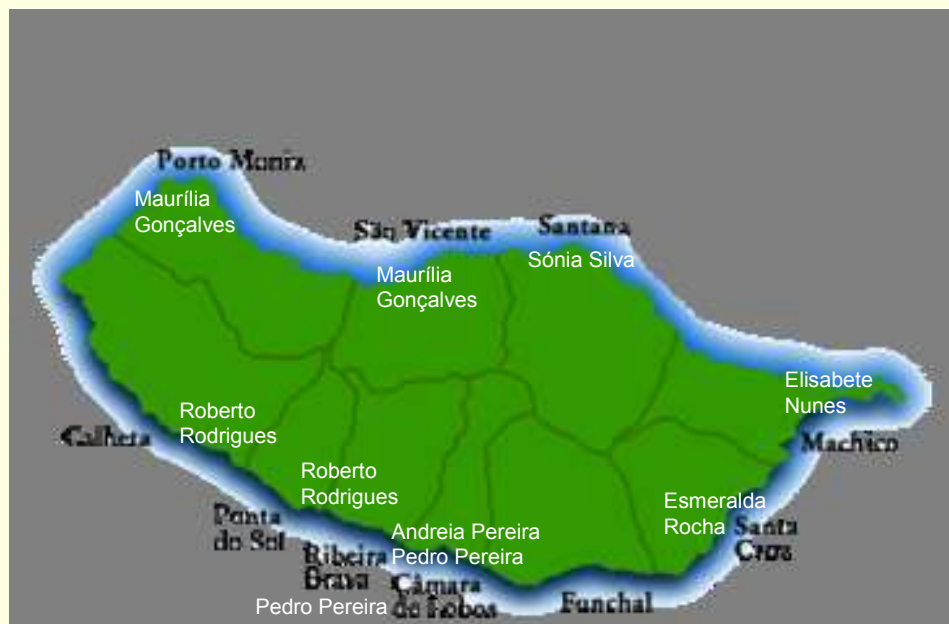 Porto Moniz
Maurília
Gonçalves
São Vicente
Santana
Maurília
Gonçalves
Sónia Silva
Elisabete
Nunes
Machico
Roberto
Rodrigues
Calheta
Roberto
Rodrigues
Esmeralda
Rocha
Santa
Cruz
Ponta
do Sol
Andreia Pereira
Pedro Pereira
Ribeira
Brava
Câmara
de Lobos
Pedro Pereira
Funchal